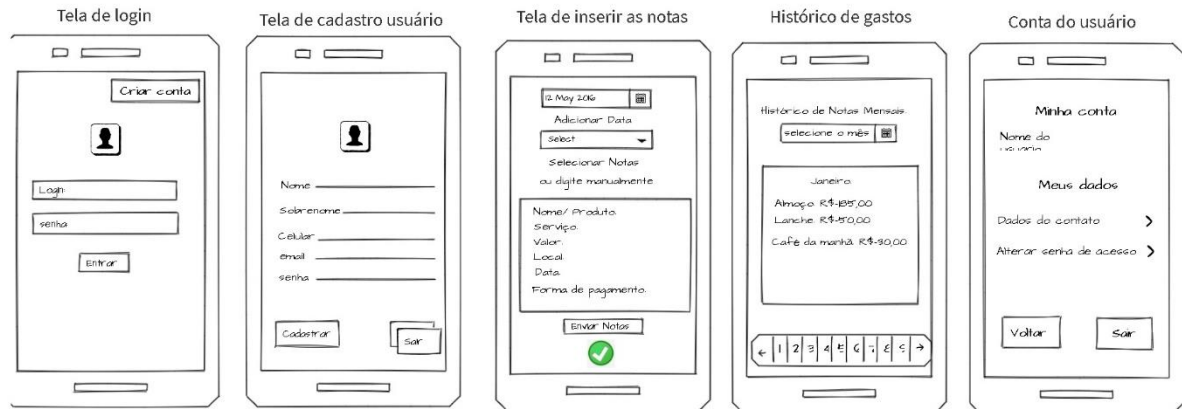 Tela de login
Criar conta
Login:
senha
Entrar
Tela de cadastro usuário
Nome
Sobrenome
Celular
email
senha
Cadastrar
Sair
Tela de inserir as notas
12 May 2016
Adicionar Data
Select
Selecionar Notas
ou digite manualmente
Nome/ Produto:
Serviço:
Valor:
Local:
Data:
Forma de pagamento:
Enviar Notas
Histórico de gastos
Histórico de Notas Mensais:
selecione o mês
Janeiro:
Almoço: R$-185,00
Lanche: R$-50,00
Café da manhã: R$-80,00
← 1 2 3 4 5 6 7 8 9 →
Conta do usuário
Minha conta
Nome do
Meus dados
Dados do contato >
Alterar senha de acesso >
Voltar
Sair